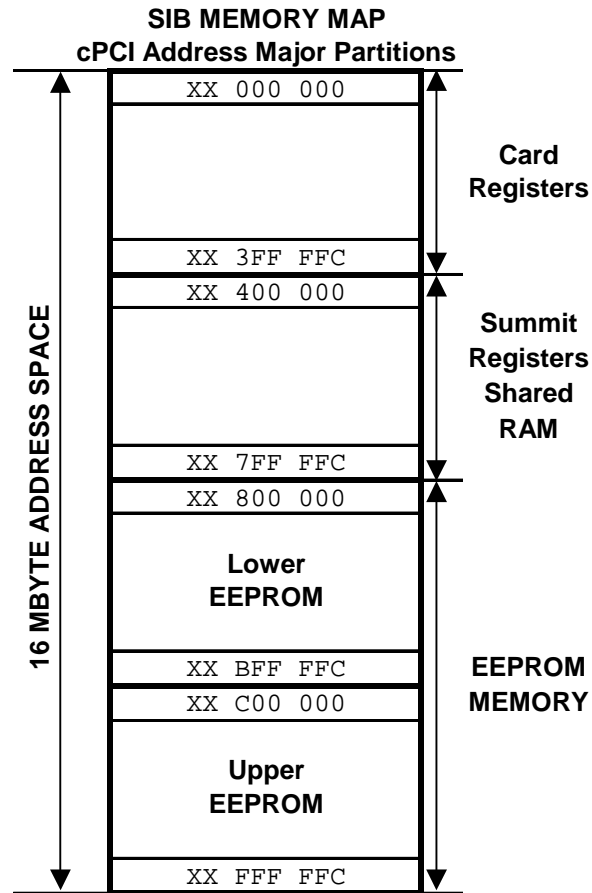 SIB MEMORY MAP
cPCI Address Major Partitions
XX 000 000
Card
Registers
XX 3FF FFC
XX 400 000
Summit
Registers
Shared
RAM
XX 7FF FFC
XX 800 000
Lower
EEPROM
XX BFF FFC
XX C00 000
EEPROM
MEMORY
Upper
EEPROM
XX FFF FFC
16 MBYTE ADDRESS SPACE